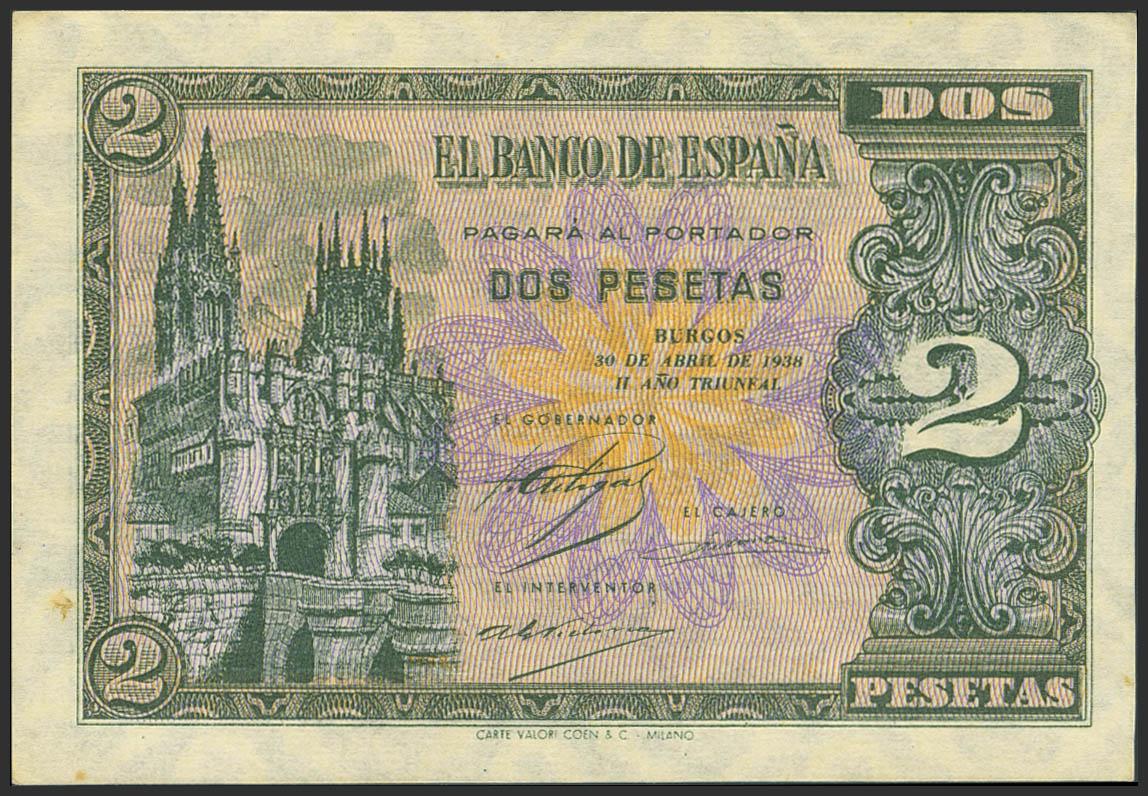 2
DOS
EL BANCO DE ESPAÑA
PAGARÁ AL PORTADOR
DOS PESETAS
BURGOS
30 DE ABRIL DE 1938
II AÑO TRIUNFAL
2
EL GOBERNADOR
EL CAJERO
EL INTERVENTOR
2
PESETAS
CARTE VALORI COEN & C. - MILANO